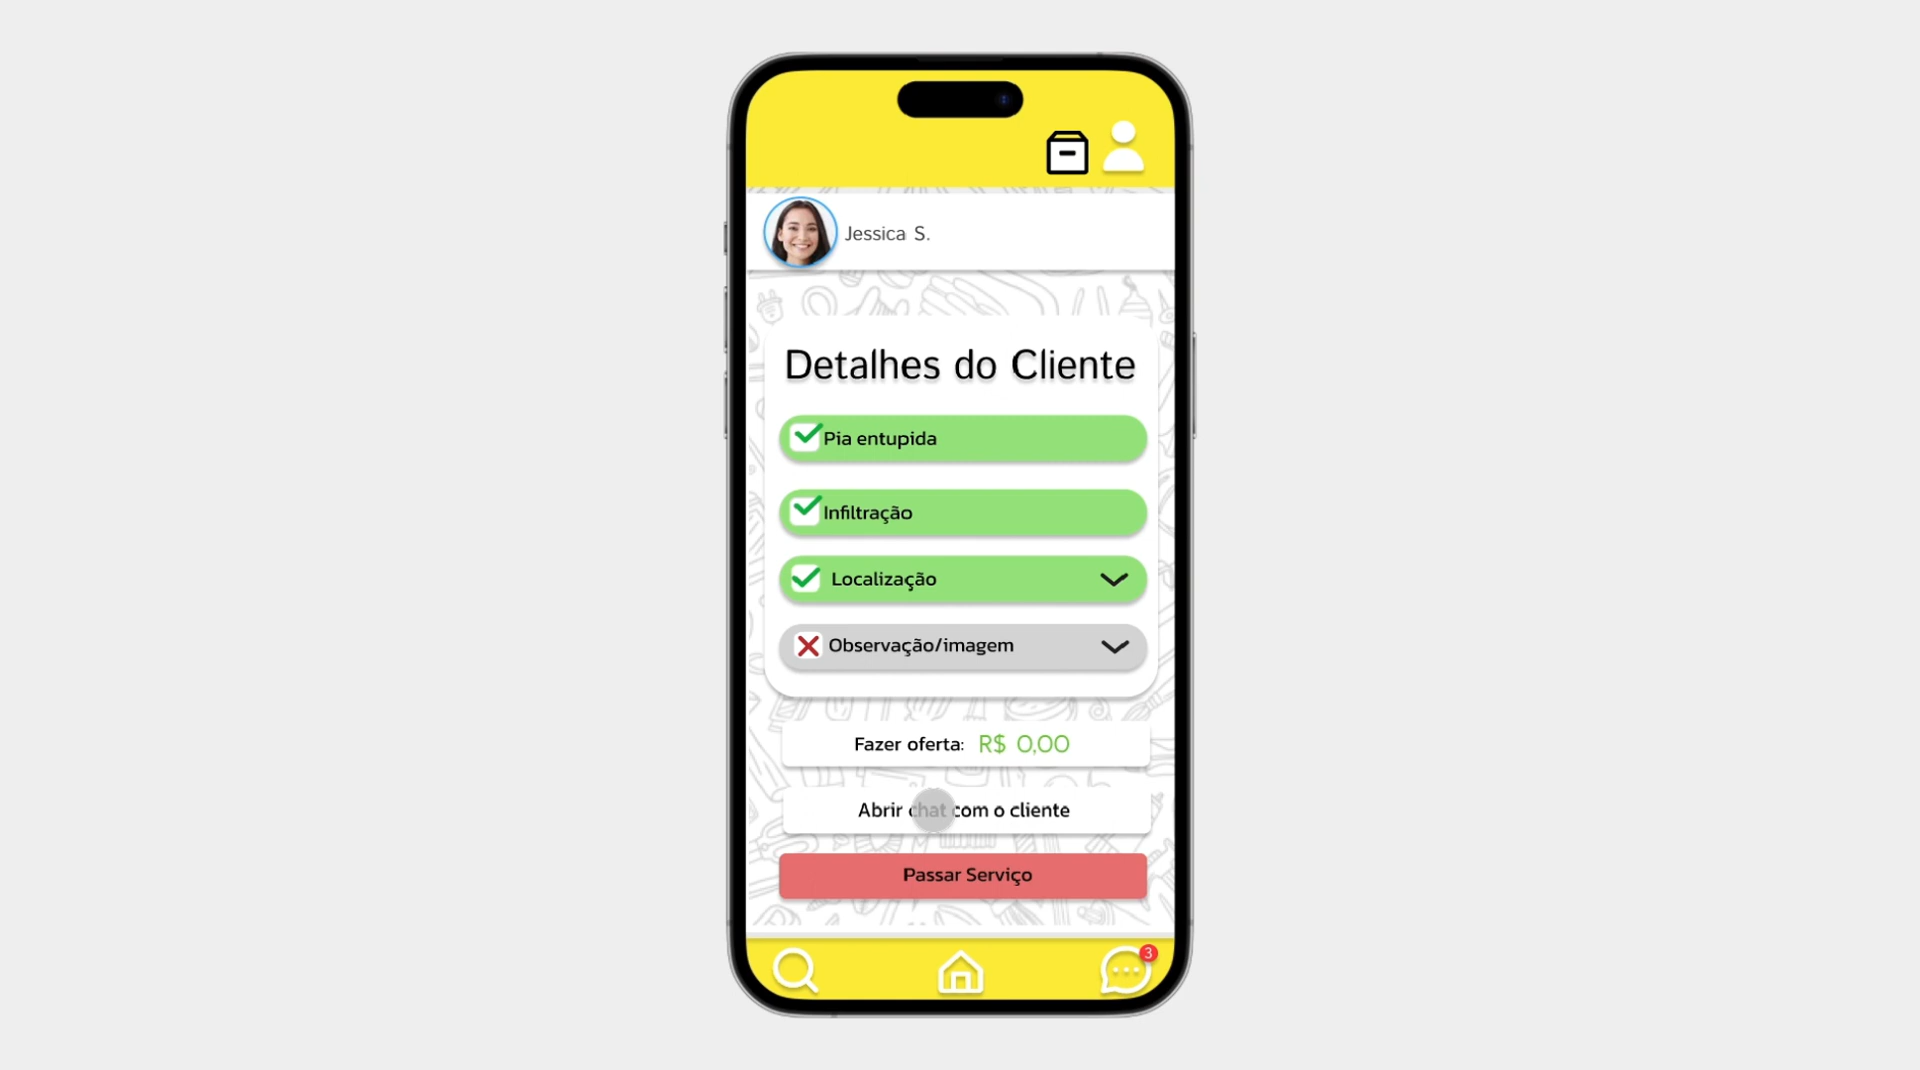 Jessica S.
Detalhes do Cliente
Pia entupida
Infiltração
Localização
Observação/imagem
Fazer oferta: R$ 0,00
Abrir chat com o cliente
Passar Serviço
3